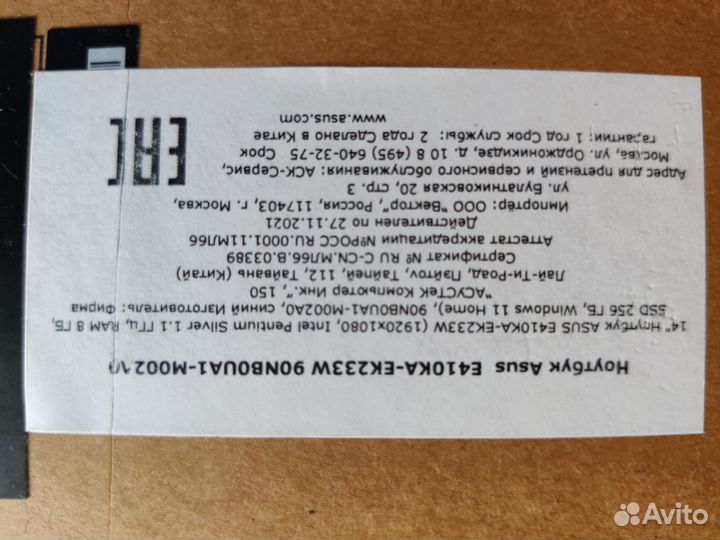 Ноутбук Asus E410KA-EK233W 90NB0UA1-M002
14" Ноутбук ASUS E410KA-EK233W (1920x1080, Intel Pentium Silver 1.1 ГГц, RAM 8 ГБ,
SSD 256 ГБ, Windows 11 Home), 90NB0UA1-M002A0, синий Изготовитель: Фирма
"АСУСТЕК Компьютер Инк.", 150
Лай-Ти-Роад, Пэйтоу, Тайпей, 112, Тайвань (Китай)
Сертификат № RU C-CN.МЛ66.В.03389
Аттестат аккредитации №РОСС RU.0001.11МЛ66
Действителен по 27.11.2021
Импортёр: ООО "Вектор", Россия, 117403, г. Москва,
ул. Булатниковская 20, стр. 3
Адрес для претензий и сервисного обслуживания: АСК-Сервис,
Москва, ул. Орджоникидзе, д. 10 8 (495) 640-32-75 Срок
гарантии: 1 год Срок службы: 2 года Сделано в Китае
www.asus.com
EAC
Avito